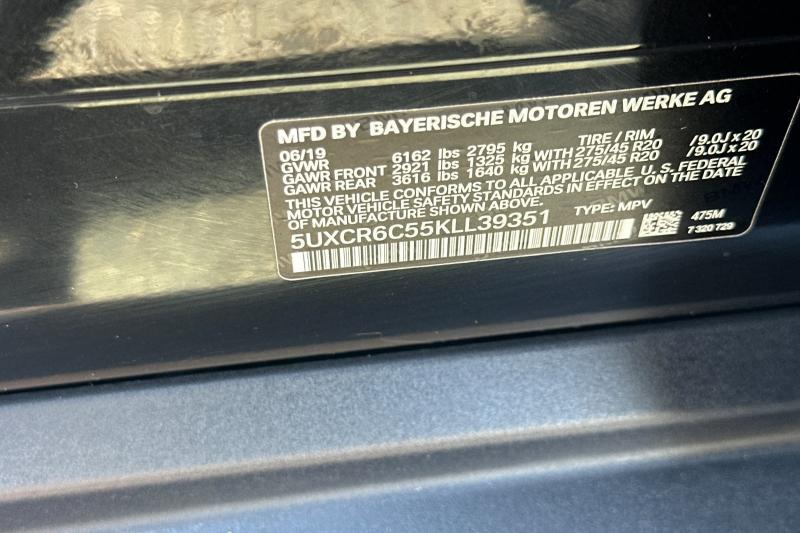 MFD BY BAYERISCHE MOTOREN WERKE AG
06/19 TIRE / RIM
GVWR 6162 lbs 2795 kg
GAWR FRONT 2921 lbs 1325 kg WITH 275/45 R20 /9.0J x 20
GAWR REAR 3616 lbs 1640 kg WITH 275/45 R20 /9.0J x 20
THIS VEHICLE CONFORMS TO ALL APPLICABLE, U. S. FEDERAL
MOTOR VEHICLE SAFETY STANDARDS IN EFFECT ON THE DATE
OF MANUFACTURE SHOWN ABOVE.
5UXCR6C55KLL39351 TYPE: MPV 475M
7 320 729